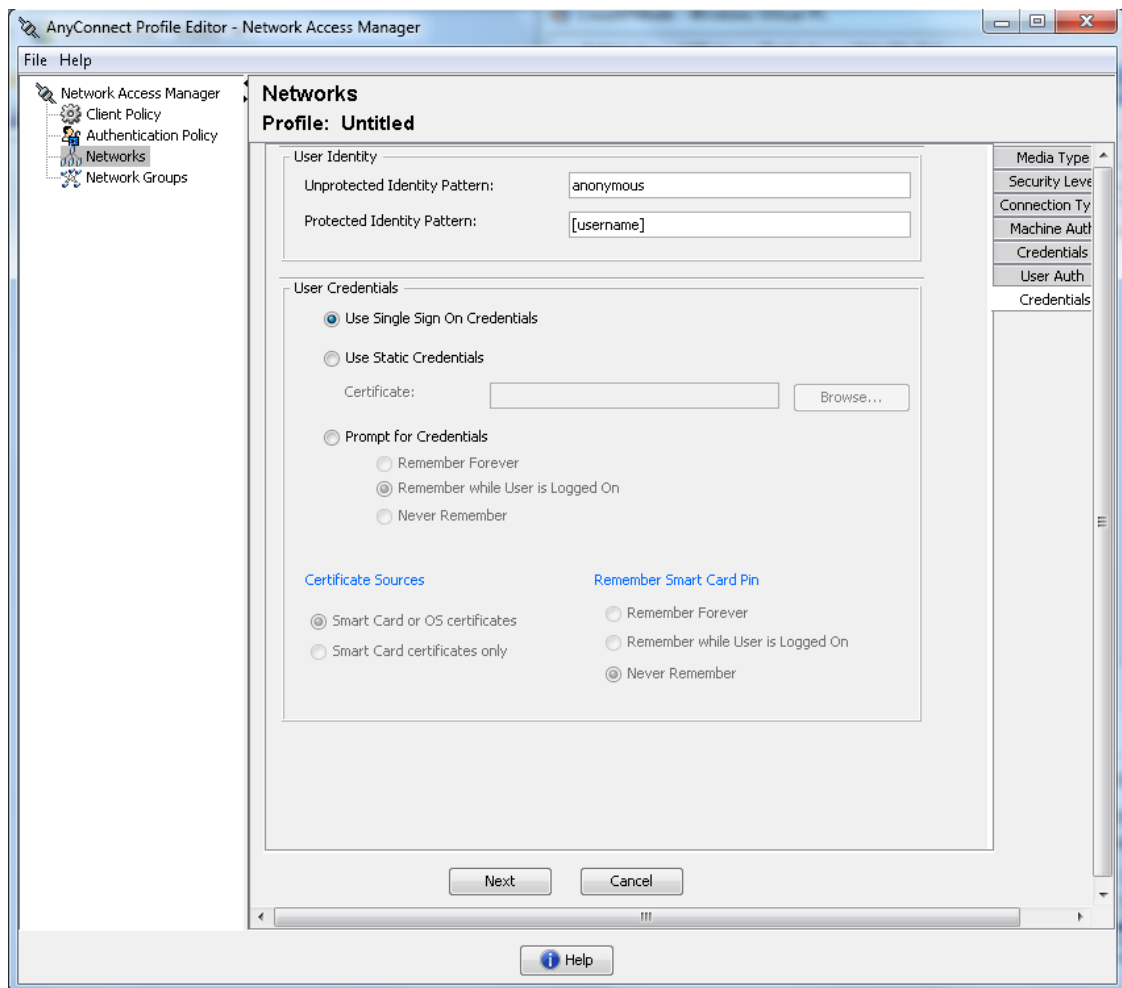 AnyConnect Profile Editor - Network Access Manager
File Help
Network Access Manager
Client Policy
Authentication Policy
Networks
Network Groups
Networks
Profile: Untitled
User Identity
Unprotected Identity Pattern: anonymous
Protected Identity Pattern: [username]
User Credentials
Use Single Sign On Credentials
Use Static Credentials
Certificate: Browse...
Prompt for Credentials
Remember Forever
Remember while User is Logged On
Never Remember
Certificate Sources
Smart Card or OS certificates
Smart Card certificates only
Remember Smart Card Pin
Remember Forever
Remember while User is Logged On
Never Remember
Media Type
Security Leve
Connection Ty
Machine Auth
Credentials
User Auth
Credentials
Next Cancel
Help